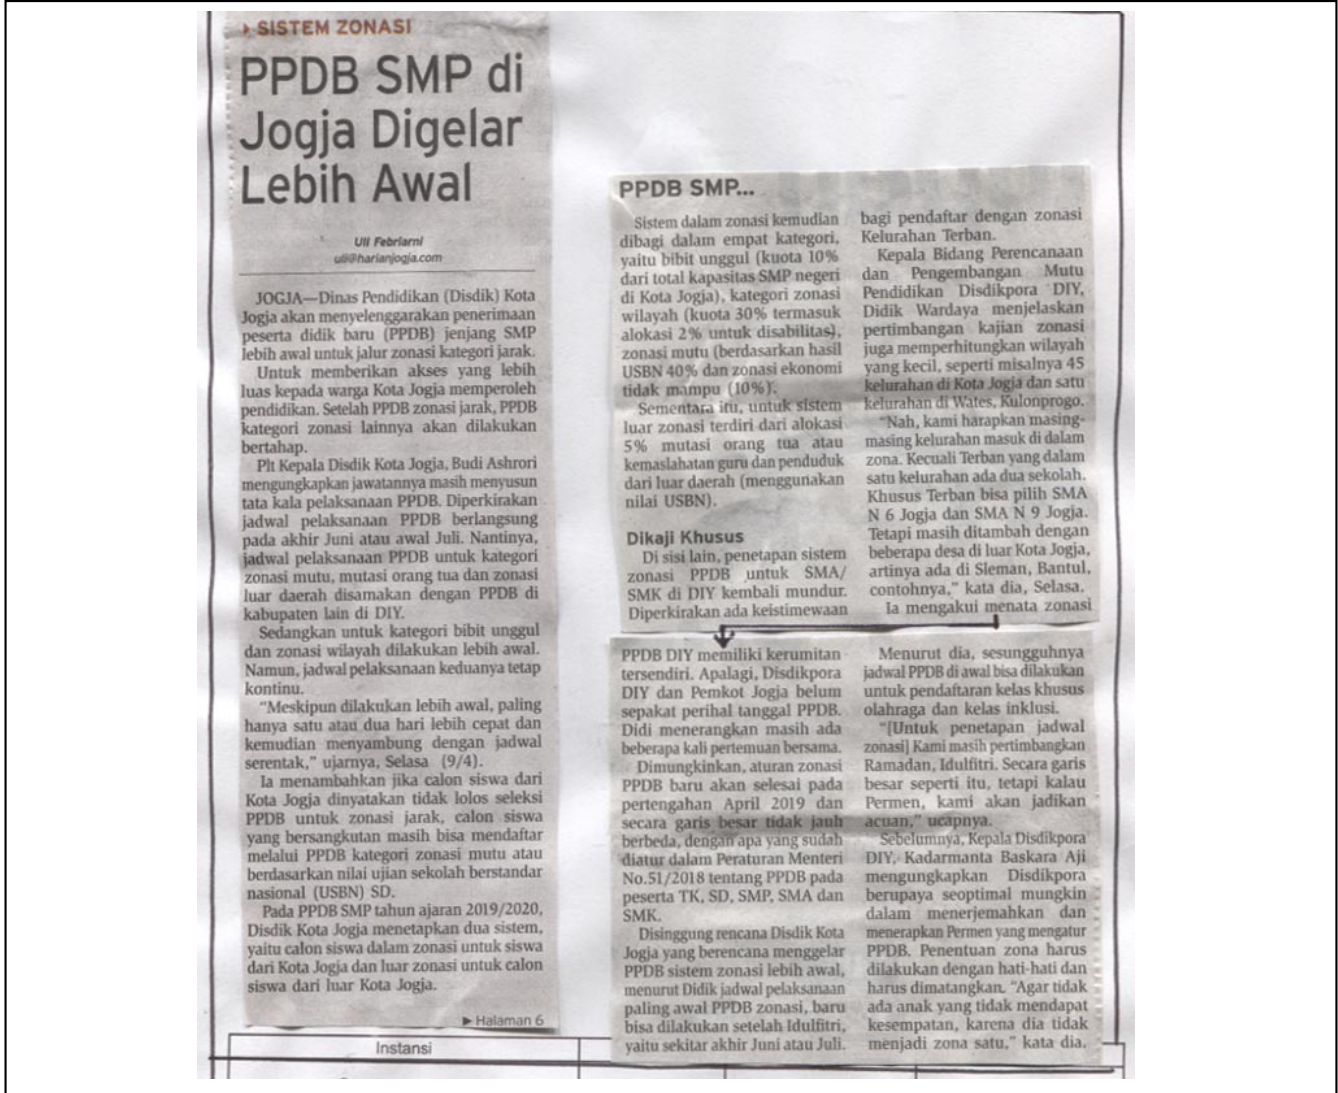 SISTEM ZONASI
PPDB SMP di
Jogja Digelar
Lebih Awal
Uli Febriarni
uli@harianjogja.com
JOGJA—Dinas Pendidikan (Disdik) Kota
Jogja akan menyelenggarakan penerimaan
peserta didik baru (PPDB) jenjang SMP
lebih awal untuk jalur zonasi kategori jarak.
Untuk memberikan akses yang lebih
luas kepada warga Kota Jogja memperoleh
pendidikan. Setelah PPDB zonasi jarak, PPDB
kategori zonasi lainnya akan dilakukan
bertahap.
Plt Kepala Disdik Kota Jogja, Budi Ashrori
mengungkapkan jawatannya masih menyusun
tata kala pelaksanaan PPDB. Diperkirakan
jadwal pelaksanaan PPDB berlangsung
pada akhir Juni atau awal Juli. Nantinya,
jadwal pelaksanaan PPDB untuk kategori
zonasi mutu, mutasi orang tua dan zonasi
luar daerah disamakan dengan PPDB di
kabupaten lain di DIY.
Sedangkan untuk kategori bibit unggul
dan zonasi wilayah dilakukan lebih awal.
Namun, jadwal pelaksanaan keduanya tetap
kontinu.
"Meskipun dilakukan lebih awal, paling
hanya satu atau dua hari lebih cepat dan
kemudian menyambung dengan jadwal
serentak," ujarnya, Selasa (9/4).
Ia menambahkan jika calon siswa dari
Kota Jogja dinyatakan tidak lolos seleksi
PPDB untuk zonasi jarak, calon siswa
yang bersangkutan masih bisa mendaftar
melalui PPDB kategori zonasi mutu atau
berdasarkan nilai ujian sekolah berstandar
nasional (USBN) SD.
Pada PPDB SMP tahun ajaran 2019/2020,
Disdik Kota Jogja menetapkan dua sistem,
yaitu calon siswa dalam zonasi untuk siswa
dari Kota Jogja dan luar zonasi untuk calon
siswa dari luar Kota Jogja.
Halaman 6
PPDB SMP...
Sistem dalam zonasi kemudian
dibagi dalam empat kategori,
yaitu bibit unggul (kuota 10%
dari total kapasitas SMP negeri
di Kota Jogja), kategori zonasi
wilayah (kuota 30% termasuk
alokasi 2% untuk disabilitas),
zonasi mutu (berdasarkan hasil
USBN 40% dan zonasi ekonomi
tidak mampu (10%).
Sementara itu, untuk sistem
luar zonasi terdiri dari alokasi
5% mutasi orang tua atau
kemaslahatan guru dan penduduk
dari luar daerah (menggunakan
nilai USBN).
Dikaji Khusus
Di sisi lain, penetapan sistem
zonasi PPDB untuk SMA/
SMK di DIY kembali mundur.
Diperkirakan ada keistimewaan
bagi pendaftar dengan zonasi
Kelurahan Terban.
Kepala Bidang Perencanaan
dan Pengembangan Mutu
Pendidikan Disdikpora DIY,
Didik Wardaya menjelaskan
pertimbangan kajian zonasi
juga memperhitungkan wilayah
yang kecil, seperti misalnya 45
kelurahan di Kota Jogja dan satu
kelurahan di Wates, Kulonprogo.
"Nah, kami harapkan masing-
masing kelurahan masuk di dalam
zona. Kecuali Terban yang dalam
satu kelurahan ada dua sekolah.
Khusus Terban bisa pilih SMA
N 6 Jogja dan SMA N 9 Jogja.
Tetapi masih ditambah dengan
beberapa desa di luar Kota Jogja,
artinya ada di Sleman, Bantul,
contohnya," kata dia, Selasa.
Ia mengakui menata zonasi
PPDB DIY memiliki kerumitan
tersendiri. Apalagi, Disdikpora
DIY dan Pemkot Jogja belum
sepakat perihal tanggal PPDB.
Didi menerangkan masih ada
beberapa kali pertemuan bersama.
Dimungkinkan, aturan zonasi
PPDB baru akan selesai pada
pertengahan April 2019 dan
secara garis besar tidak jauh
berbeda, dengan apa yang sudah
diatur dalam Peraturan Menteri
No.51/2018 tentang PPDB pada
peserta TK, SD, SMP, SMA dan
SMK.
Disinggung rencana Disdik Kota
Jogja yang berencana menggelar
PPDB sistem zonasi lebih awal,
menurut Didik jadwal pelaksanaan
paling awal PPDB zonasi, baru
bisa dilakukan setelah Idulfitri,
yaitu sekitar akhir Juni atau Juli.
Menurut dia, sesungguhnya
jadwal PPDB di awal bisa dilakukan
untuk pendaftaran kelas khusus
olahraga dan kelas inklusi.
"[Untuk penetapan jadwal
zonasi] Kami masih pertimbangkan
Ramadan, Idulfitri. Secara garis
besar seperti itu, tetapi kalau
Permen, kami akan jadikan
acuan," ucapnya.
Sebelumnya, Kepala Disdikpora
DIY, Kadarmanta Baskara Aji
mengungkapkan Disdikpora
berupaya seoptimal mungkin
dalam menerjemahkan dan
menerapkan Permen yang mengatur
PPDB. Penentuan zona harus
dilakukan dengan hati-hati dan
harus dimatangkan. "Agar tidak
ada anak yang tidak mendapat
kesempatan, karena dia tidak
menjadi zona satu," kata dia.
Instansi